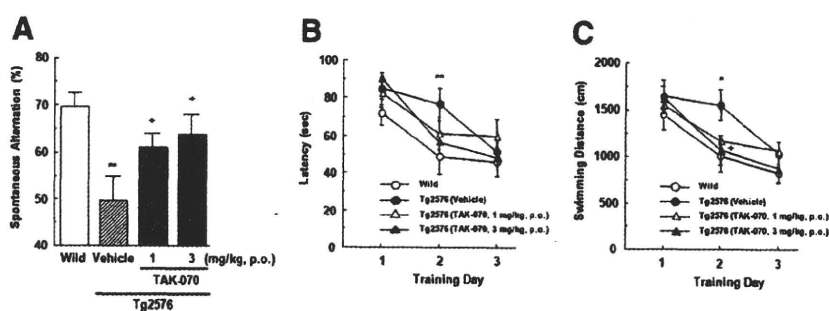 A
Spontaneous Alternation (%)
80
70
60
50
40
**
+
+
Wild
Vehicle
1
3
(mg/kg, p.o.)
TAK-070
Tg2576
B
Latency (sec)
100
80
60
40
20
0
**
Wild
Tg2576 (Vehicle)
Tg2576 (TAK-070, 1 mg/kg, p.o.)
Tg2576 (TAK-070, 3 mg/kg, p.o.)
1
2
3
Training Day
C
Swimming Distance (cm)
2000
1500
1000
500
0
*
+
Wild
Tg2576 (Vehicle)
Tg2576 (TAK-070, 1 mg/kg, p.o.)
Tg2576 (TAK-070, 3 mg/kg, p.o.)
1
2
3
Training Day